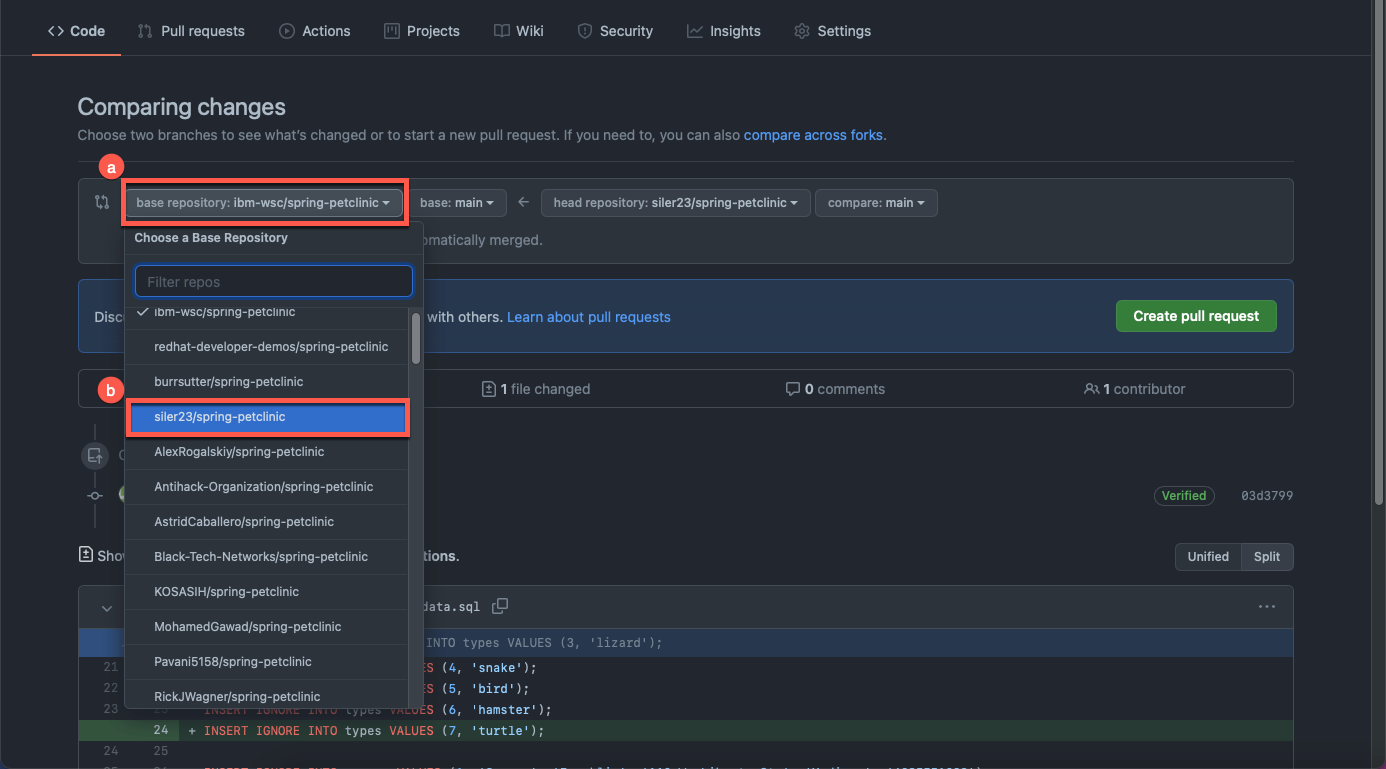 Code Pull requests Actions Projects Wiki Security Insights Settings
Comparing changes
Choose two branches to see what's changed or to start a new pull request. If you need to, you can also compare across forks.
a
base repository: ibm-wsc/spring-petclinic base: main ← head repository: siler23/spring-petclinic compare: main
Choose a Base Repository
omatically merged.
Filter repos
ibm-wsc/spring-petclinic
Disc with others. Learn about pull requests
Create pull request
redhat-developer-demos/spring-petclinic
burrsutter/spring-petclinic
b
1 file changed 0 comments 1 contributor
siler23/spring-petclinic
AlexRogalskiy/spring-petclinic
Antihack-Organization/spring-petclinic
Verified 03d3799
AstridCaballero/spring-petclinic
Show tions.
Black-Tech-Networks/spring-petclinic
Unified Split
KOSASIH/spring-petclinic
data.sql
MohamedGawad/spring-petclinic
INTO types VALUES (3, 'lizard');
Pavani5158/spring-petclinic
21 ES (4, 'snake');
22 ES (5, 'bird');
RickJWagner/spring-petclinic
23 23 INSERT IGNORE INTO types VALUES (6, 'hamster');
24 + INSERT IGNORE INTO types VALUES (7, 'turtle');
24 25